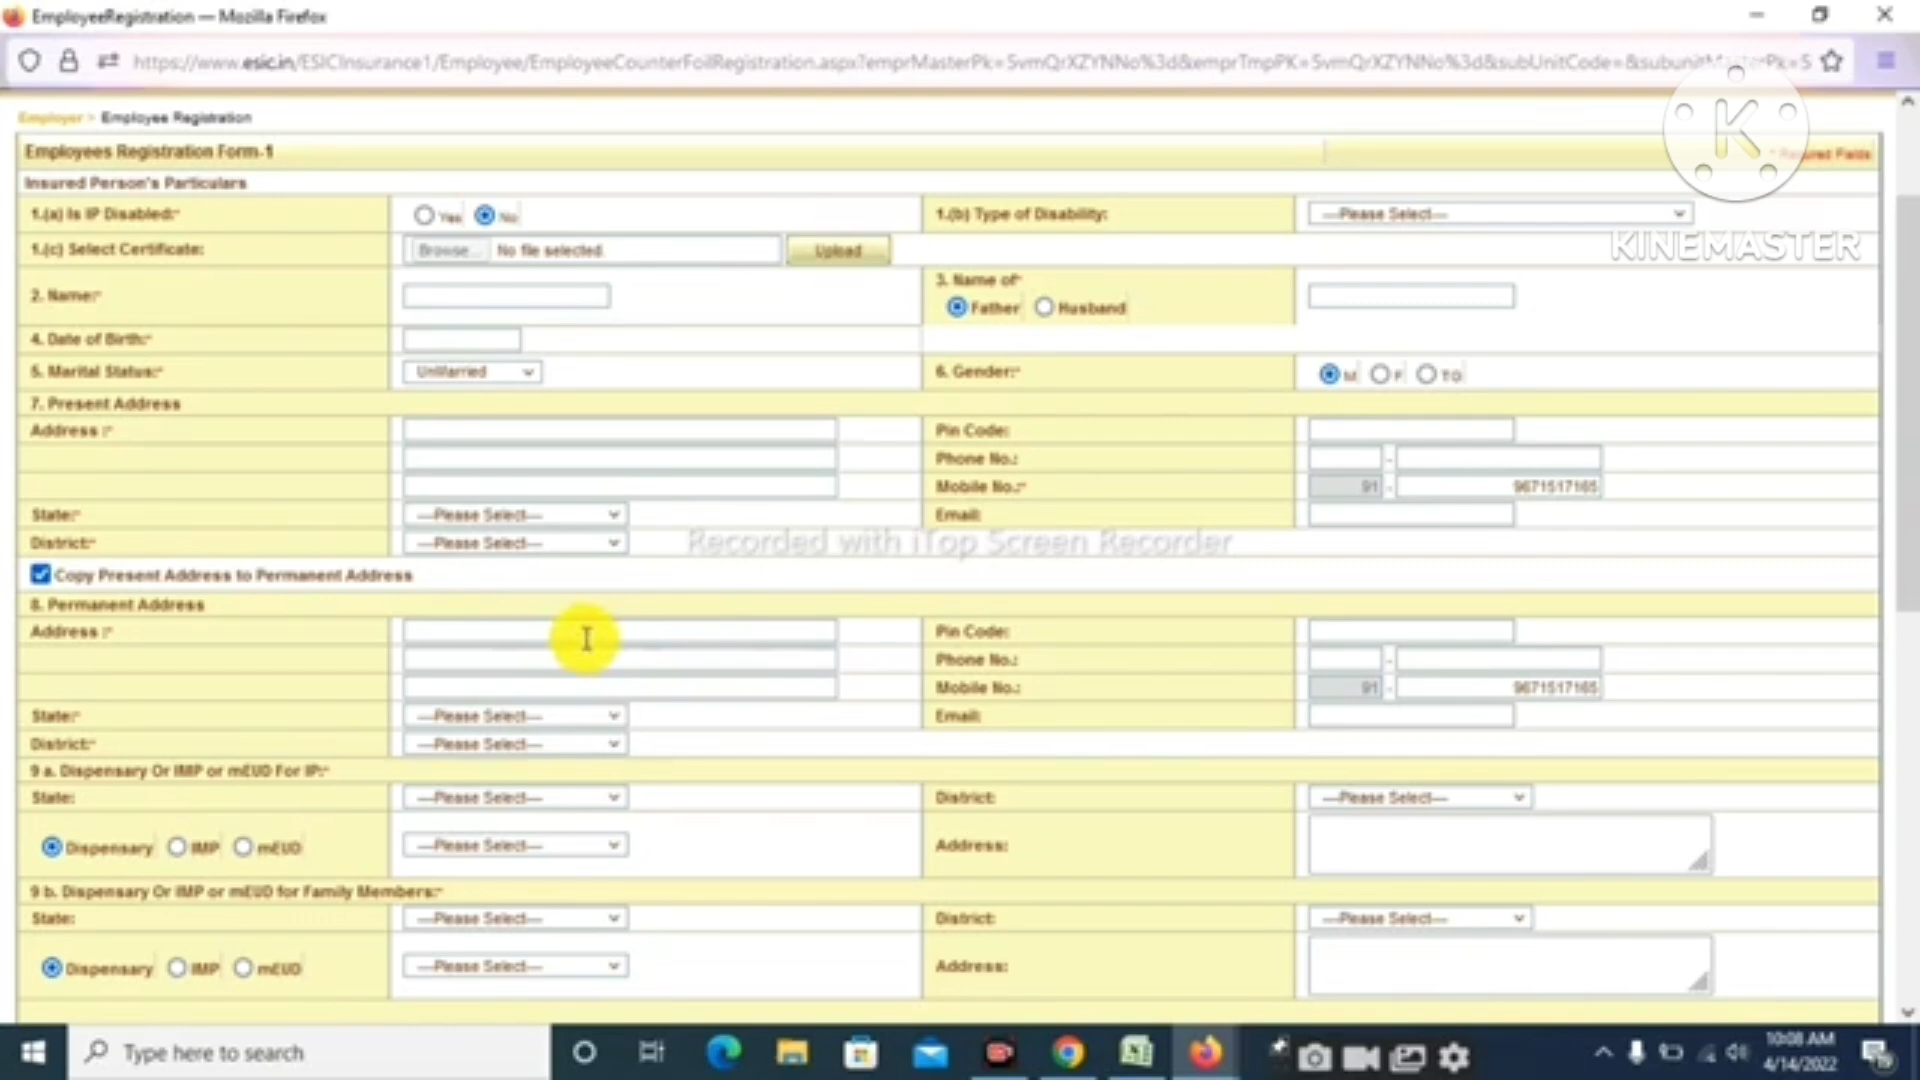 EmployeeRegistration — Mozilla Firefox
https://www.esic.in/ESICInsurance1/Employee/EmployeeCounterFoilRegistration.aspx?emprMasterPk=5vmQrXZYNNo%3d&emprTmpPK=5vmQrXZYNNo%3d&subUnitCode=&subunitMasterPk=5
Employer > Employee Registration
Employees Registration Form-1 * Required Fields
Insured Person's Particulars
1.(a) Is IP Disabled:* Yes No 1.(b) Type of Disability: ---Please Select---
1.(c) Select Certificate: Browse... No file selected. Upload
KINEMASTER
2. Name:* 3. Name of*
Father Husband
4. Date of Birth:*
5. Marital Status:* UnMarried 6. Gender:* M F TG
7. Present Address
Address :* Pin Code:
Phone No.:
Mobile No.:* 91 - 9671517165
State:* ---Please Select--- Email:
District:* ---Please Select---
Recorded with iTop Screen Recorder
Copy Present Address to Permanent Address
8. Permanent Address
Address :* Pin Code:
Phone No.:
Mobile No.: 91 - 9671517165
State:* ---Please Select--- Email:
District:* ---Please Select---
9 a. Dispensary Or IMP or mEUD For IP:*
State: ---Please Select--- District: ---Please Select---
Dispensary IMP mEUD ---Please Select--- Address:
9 b. Dispensary Or IMP or mEUD for Family Members:*
State: ---Please Select--- District: ---Please Select---
Dispensary IMP mEUD ---Please Select--- Address:
Type here to search
10:08 AM
4/14/2022